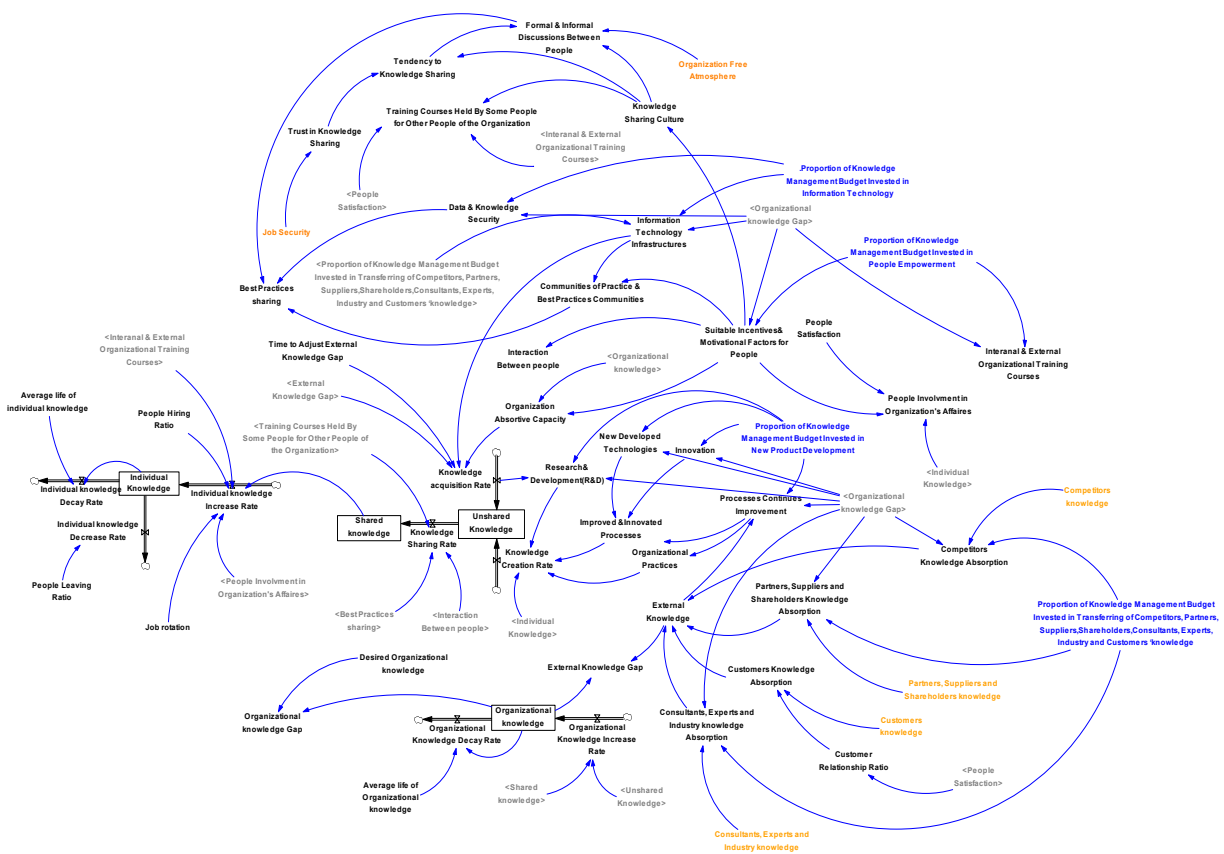 Formal & Informal
Discussions Between
People
Tendency to
Knowledge Sharing
Organization Free
Atmosphere
Training Courses Held By Some People
for Other People of the Organization
Knowledge
Sharing Culture
Trust in Knowledge
Sharing
<Interanal & External
Organizational Training
Courses>
<People
Satisfaction>
.Proportion of Knowledge
Management Budget Invested in
Information Technology
Data & Knowledge
Security
<Organizational
knowledge Gap>
Job Security
Information
Technology
Infrastructures
Proportion of Knowledge
Management Budget Invested in
People Empowerment
<Proportion of Knowledge Management Budget
Invested in Transferring of Competitors, Partners,
Suppliers,Shareholders,Consultants, Experts,
Industry and Customers 'knowledge>
Best Practices
sharing
Communities of Practice &
Best Practices Communities
Suitable Incentives&
Motivational Factors for
People
People
Satisfaction
<Interanal & External
Organizational Training
Courses>
Time to Adjust External
Knowledge Gap
Interaction
Between people
<Organizational
knowledge>
Interanal & External
Organizational Training
Courses
<External
Knowledge Gap>
Average life of
individual knowledge
People Hiring
Ratio
Organization
Absortive Capacity
People Involvment in
Organization's Affaires
<Training Courses Held By
Some People for Other People of
the Organization>
New Developed
Technologies
Innovation
Proportion of Knowledge
Management Budget Invested in
New Product Development
Individual
Knowledge
Individual knowledge
Decay Rate
Individual knowledge
Increase Rate
Knowledge
acquisition Rate
Research&
Development(R&D)
<Individual
Knowledge>
Processes Continues
Improvement
<Organizational
knowledge Gap>
Competitors
knowledge
Individual knowledge
Decrease Rate
Shared
knowledge
Unshared
Knowledge
Knowledge
Sharing Rate
Improved &Innovated
Processes
Knowledge
Creation Rate
Organizational
Practices
Competitors
Knowledge Absorption
People Leaving
Ratio
<People Involvment in
Organization's Affaires>
Partners, Suppliers and
Shareholders Knowledge
Absorption
Job rotation
<Best Practices
sharing>
<Interaction
Between people>
<Individual
Knowledge>
External
Knowledge
Proportion of Knowledge Management Budget
Invested in Transferring of Competitors, Partners,
Suppliers,Shareholders,Consultants, Experts,
Industry and Customers 'knowledge
Desired Organizational
knowledge
External Knowledge Gap
Customers Knowledge
Absorption
Partners, Suppliers and
Shareholders knowledge
Organizational
knowledge Gap
Organizational
knowledge
Organizational
Knowledge Decay Rate
Organizational
Knowledge Increase
Rate
Consultants, Experts and
Industry knowledge
Absorption
Customers
knowledge
Customer
Relationship Ratio
<People
Satisfaction>
Average life of
Organizational
knowledge
<Shared
knowledge>
<Unshared
Knowledge>
Consultants, Experts and
Industry knowledge